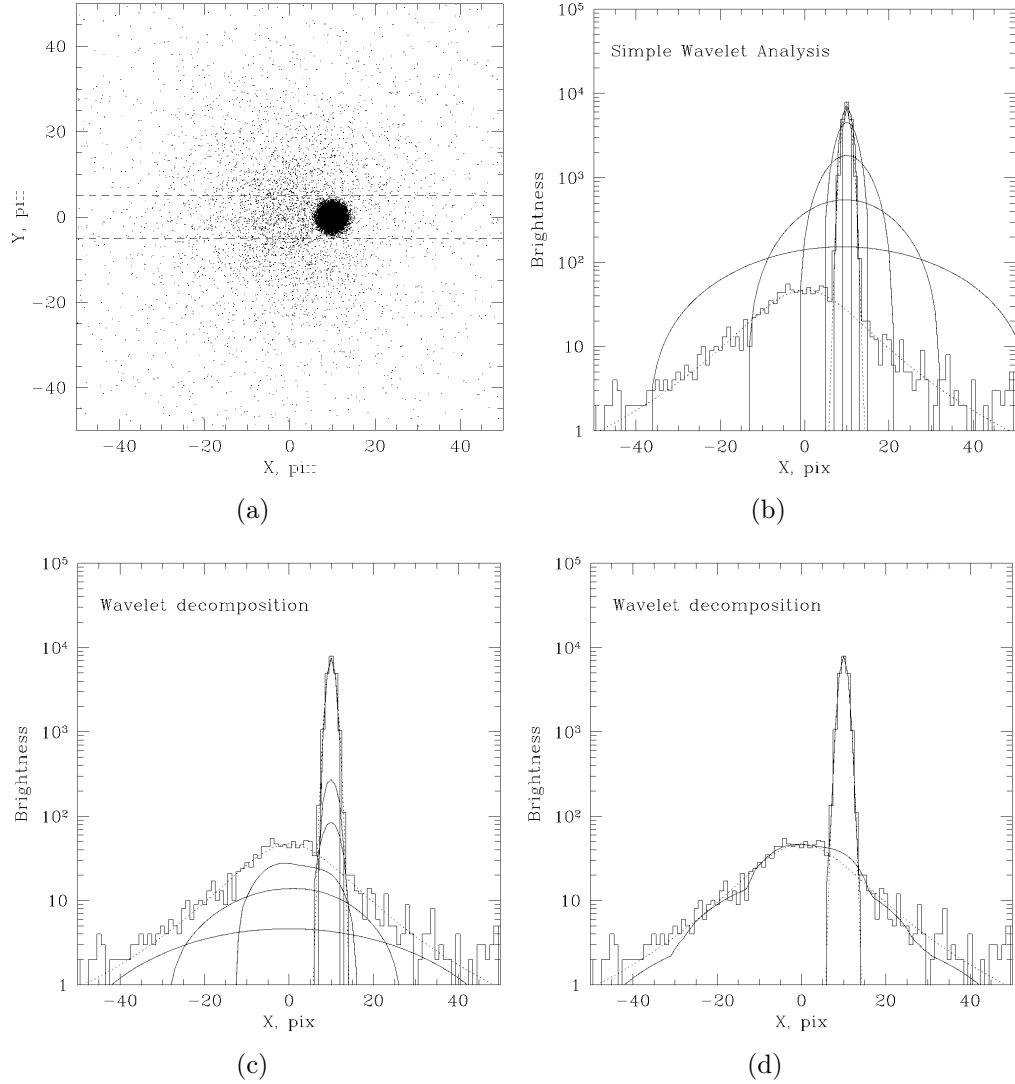 40
20
0
−20
−40
Y, pix
−40 −20 0 20 40
X, pix
(a)
10⁵
10⁴
10³
10²
10
1
Brightness
Simple Wavelet Analysis
−40 −20 0 20 40
X, pix
(b)
10⁵
10⁴
10³
10²
10
1
Brightness
Wavelet decomposition
−40 −20 0 20 40
X, pix
(c)
10⁵
10⁴
10³
10²
10
1
Brightness
Wavelet decomposition
−40 −20 0 20 40
X, pix
(d)